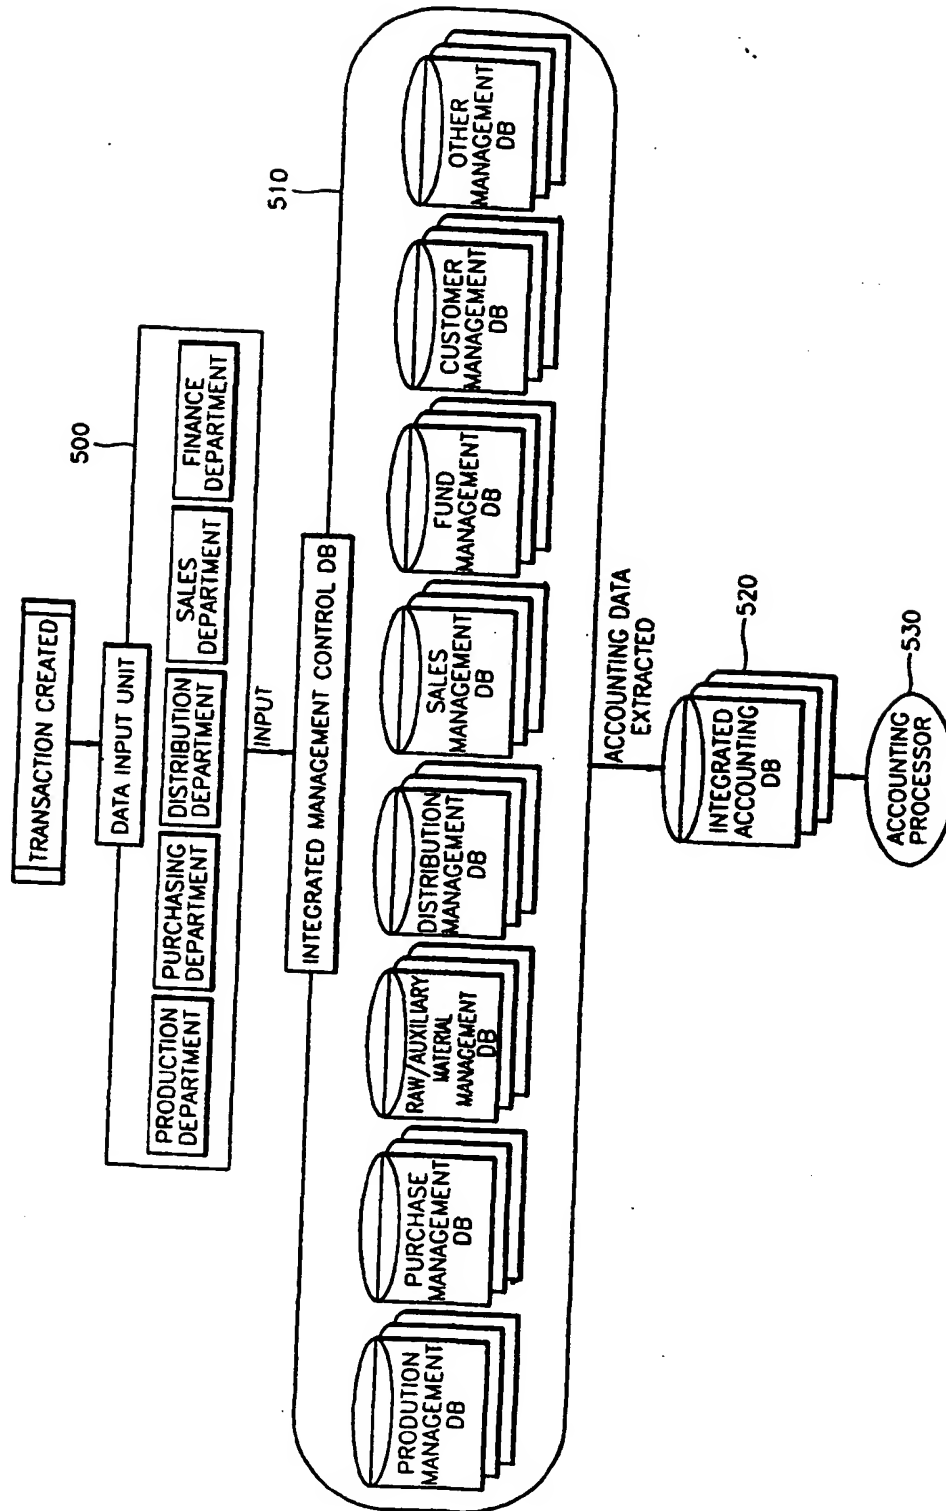 TRANSACTION CREATED
DATA INPUT UNIT
500
PRODUCTION
DEPARTMENT
PURCHASING
DEPARTMENT
DISTRIBUTION
DEPARTMENT
SALES
DEPARTMENT
FINANCE
DEPARTMENT
INPUT
INTEGRATED MANAGEMENT CONTROL DB
510
PRODUTION
MANAGEMENT
DB
PURCHASE
MANAGEMENT
DB
RAW/AUXILIARY
MATERIAL
MANAGEMENT
DB
DISTRIBUTION
MANAGEMENT
DB
SALES
MANAGEMENT
DB
FUND
MANAGEMENT
DB
CUSTOMER
MANAGEMENT
DB
OTHER
MANAGEMENT
DB
ACCOUNTING DATA
EXTRACTED
INTEGRATED
ACCOUNTING
DB
520
ACCOUNTING
PROCESSOR
530